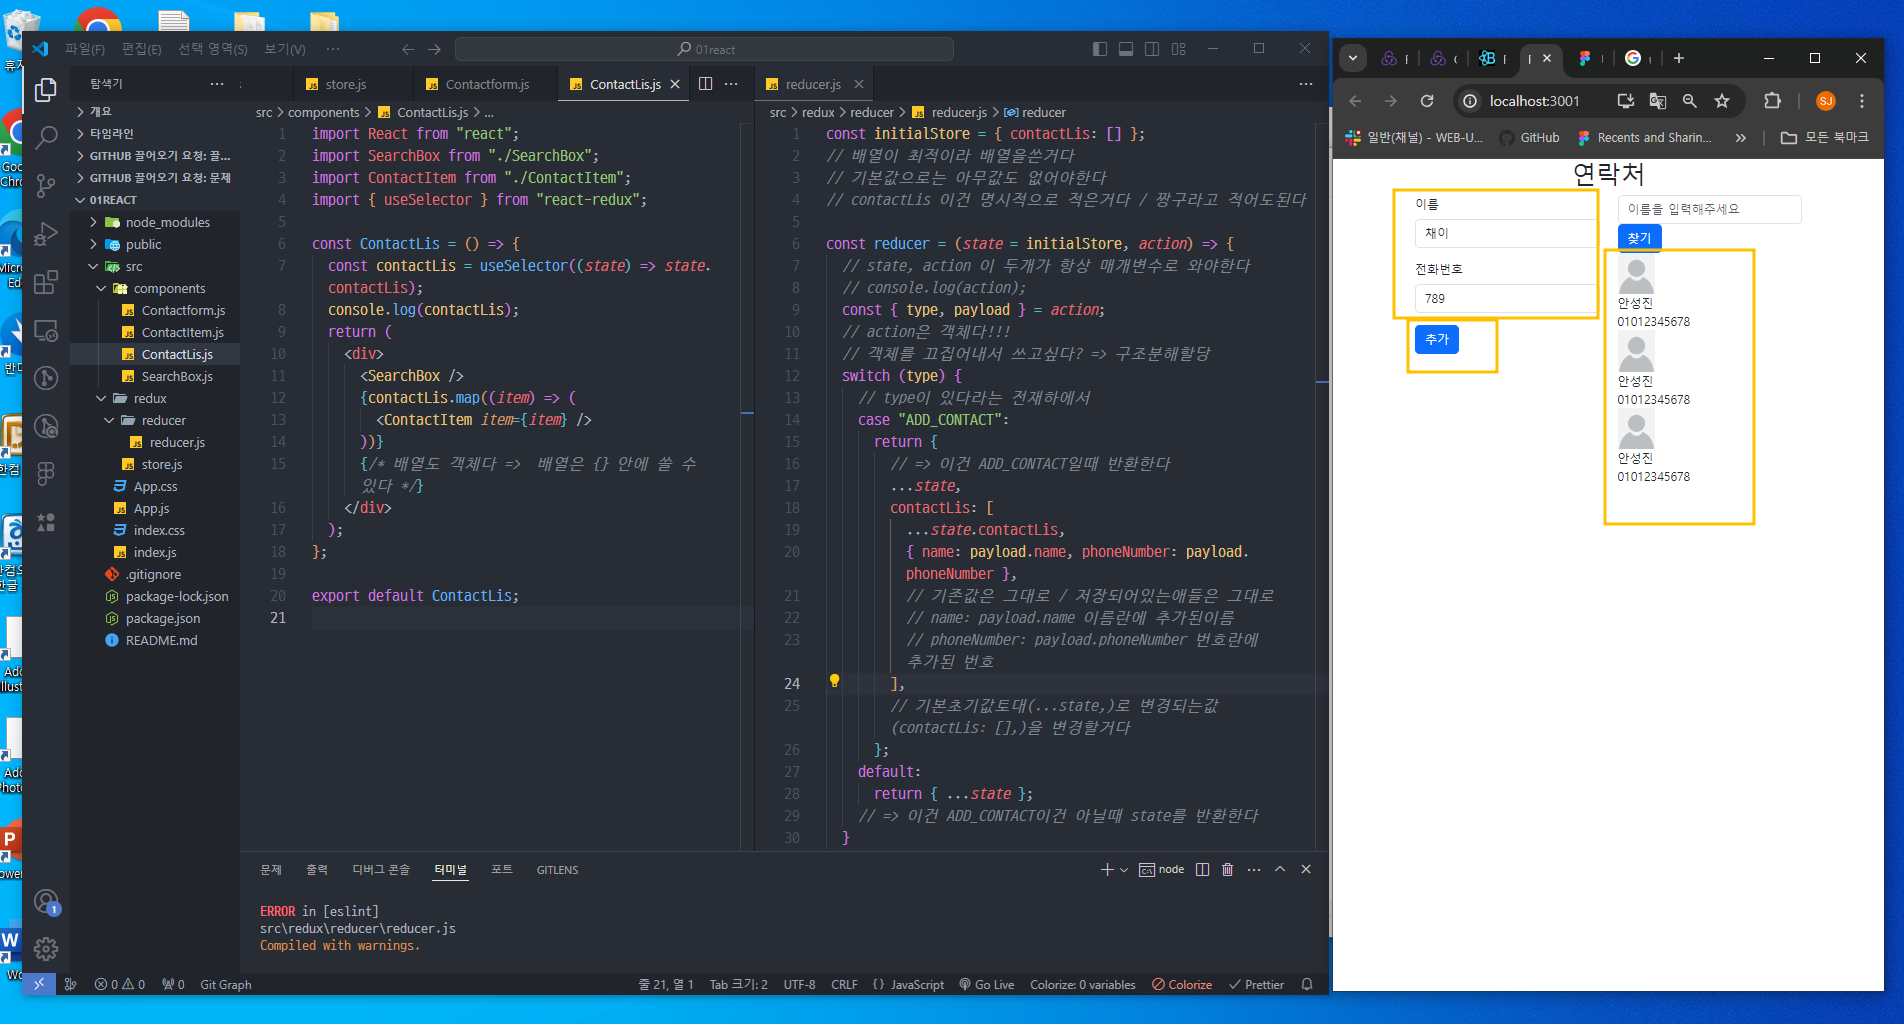 파일(F) 편집(E) 선택 영역(S) 보기(V) ···
01react
탐색기
개요
타임라인
GITHUB 끌어오기 요청: 끌...
GITHUB 끌어오기 요청: 문제
01REACT
node_modules
public
src
components
Contactform.js
ContactItem.js
ContactLis.js
SearchBox.js
redux
reducer
reducer.js
store.js
App.css
App.js
index.css
index.js
.gitignore
package-lock.json
package.json
README.md
store.js Contactform.js ContactLis.js
src > components > ContactLis.js > ...
1 import React from "react";
2 import SearchBox from "./SearchBox";
3 import ContactItem from "./ContactItem";
4 import { useSelector } from "react-redux";
5
6 const ContactLis = () => {
7 const contactLis = useSelector((state) => state.
contactLis);
8 console.log(contactLis);
9 return (
10 <div>
11 <SearchBox />
12 {contactLis.map((item) => (
13 <ContactItem item={item} />
14 ))}
15 {/* 배열도 객체다 => 배열은 {} 안에 쓸 수
있다 */}
16 </div>
17 );
18 };
19
20 export default ContactLis;
21
reducer.js
src > redux > reducer > reducer.js > reducer
1 const initialStore = { contactLis: [] };
2 // 배열이 최적이라 배열을쓴거다
3 // 기본값으로는 아무값도 없어야한다
4 // contactLis 이건 명시적으로 적은거다 / 짱구라고 적어도된다
5
6 const reducer = (state = initialStore, action) => {
7 // state, action 이 두개가 항상 매개변수로 와야한다
8 // console.log(action);
9 const { type, payload } = action;
10 // action은 객체다!!!
11 // 객체를 끄집어내서 쓰고싶다? => 구조분해할당
12 switch (type) {
13 // type이 있다라는 전재하에서
14 case "ADD_CONTACT":
15 return {
16 // => 이건 ADD_CONTACT일때 반환한다
17 ...state,
18 contactLis: [
19 ...state.contactLis,
20 { name: payload.name, phoneNumber: payload.
phoneNumber },
21 // 기존값은 그대로 / 저장되어있는애들은 그대로
22 // name: payload.name 이름란에 추가된이름
23 // phoneNumber: payload.phoneNumber 번호란에
추가된 번호
24 ],
25 // 기본초기값토대(...state,)로 변경되는값
(contactLis: [],)을 변경할거다
26 };
27 default:
28 return { ...state };
29 // => 이건 ADD_CONTACT이건 아닐때 state를 반환한다
30 }
문제 출력 디버그 콘솔 터미널 포트 GITLENS
node
ERROR in [eslint]
src\redux\reducer\reducer.js
Compiled with warnings.
1
0 0 0 Git Graph
줄 21, 열 1 Tab 크기: 2 UTF-8 CRLF {} JavaScript Go Live Colorize: 0 variables Colorize Prettier
localhost:3001
SJ
일반(채널) - WEB-U... GitHub Recents and Sharin... » 모든 북마크
연락처
이름
채이
전화번호
789
추가
이름을 입력해주세요
찾기
안성진
01012345678
안성진
01012345678
안성진
01012345678